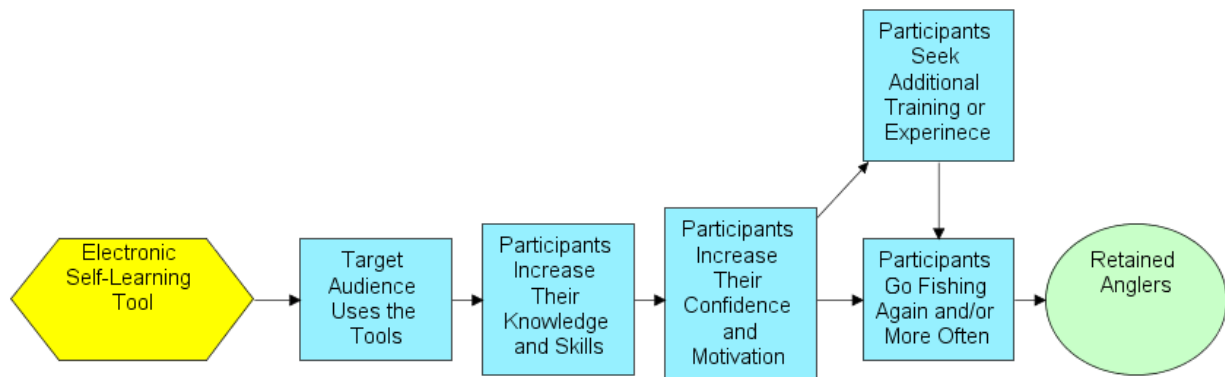 Electronic
Self-Learning
Tool
Target
Audience
Uses the
Tools
Participants
Increase
Their
Knowledge
and Skills
Participants
Increase
Their
Confidence
and
Motivation
Participants
Seek
Additional
Training or
Experinece
Participants
Go Fishing
Again and/or
More Often
Retained
Anglers